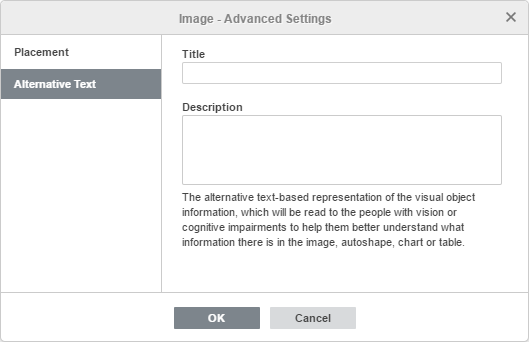 Image - Advanced Settings
Placement
Alternative Text
Title
Description
The alternative text-based representation of the visual object
information, which will be read to the people with vision or
cognitive impairments to help them better understand what
information there is in the image, autoshape, chart or table.
OK
Cancel